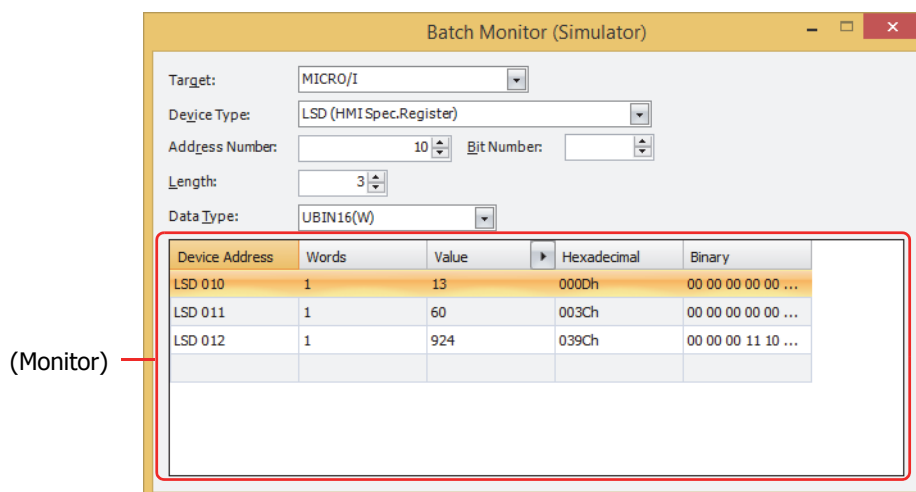 Batch Monitor (Simulator)
Target: MICRO/I
Device Type: LSD (HMI Spec.Register)
Address Number: 10 Bit Number:
Length: 3
Data Type: UBIN16(W)
Device Address Words Value Hexadecimal Binary
LSD 010 1 13 000Dh 00 00 00 00 00 ...
LSD 011 1 60 003Ch 00 00 00 00 00 ...
LSD 012 1 924 039Ch 00 00 00 11 10 ...
(Monitor)